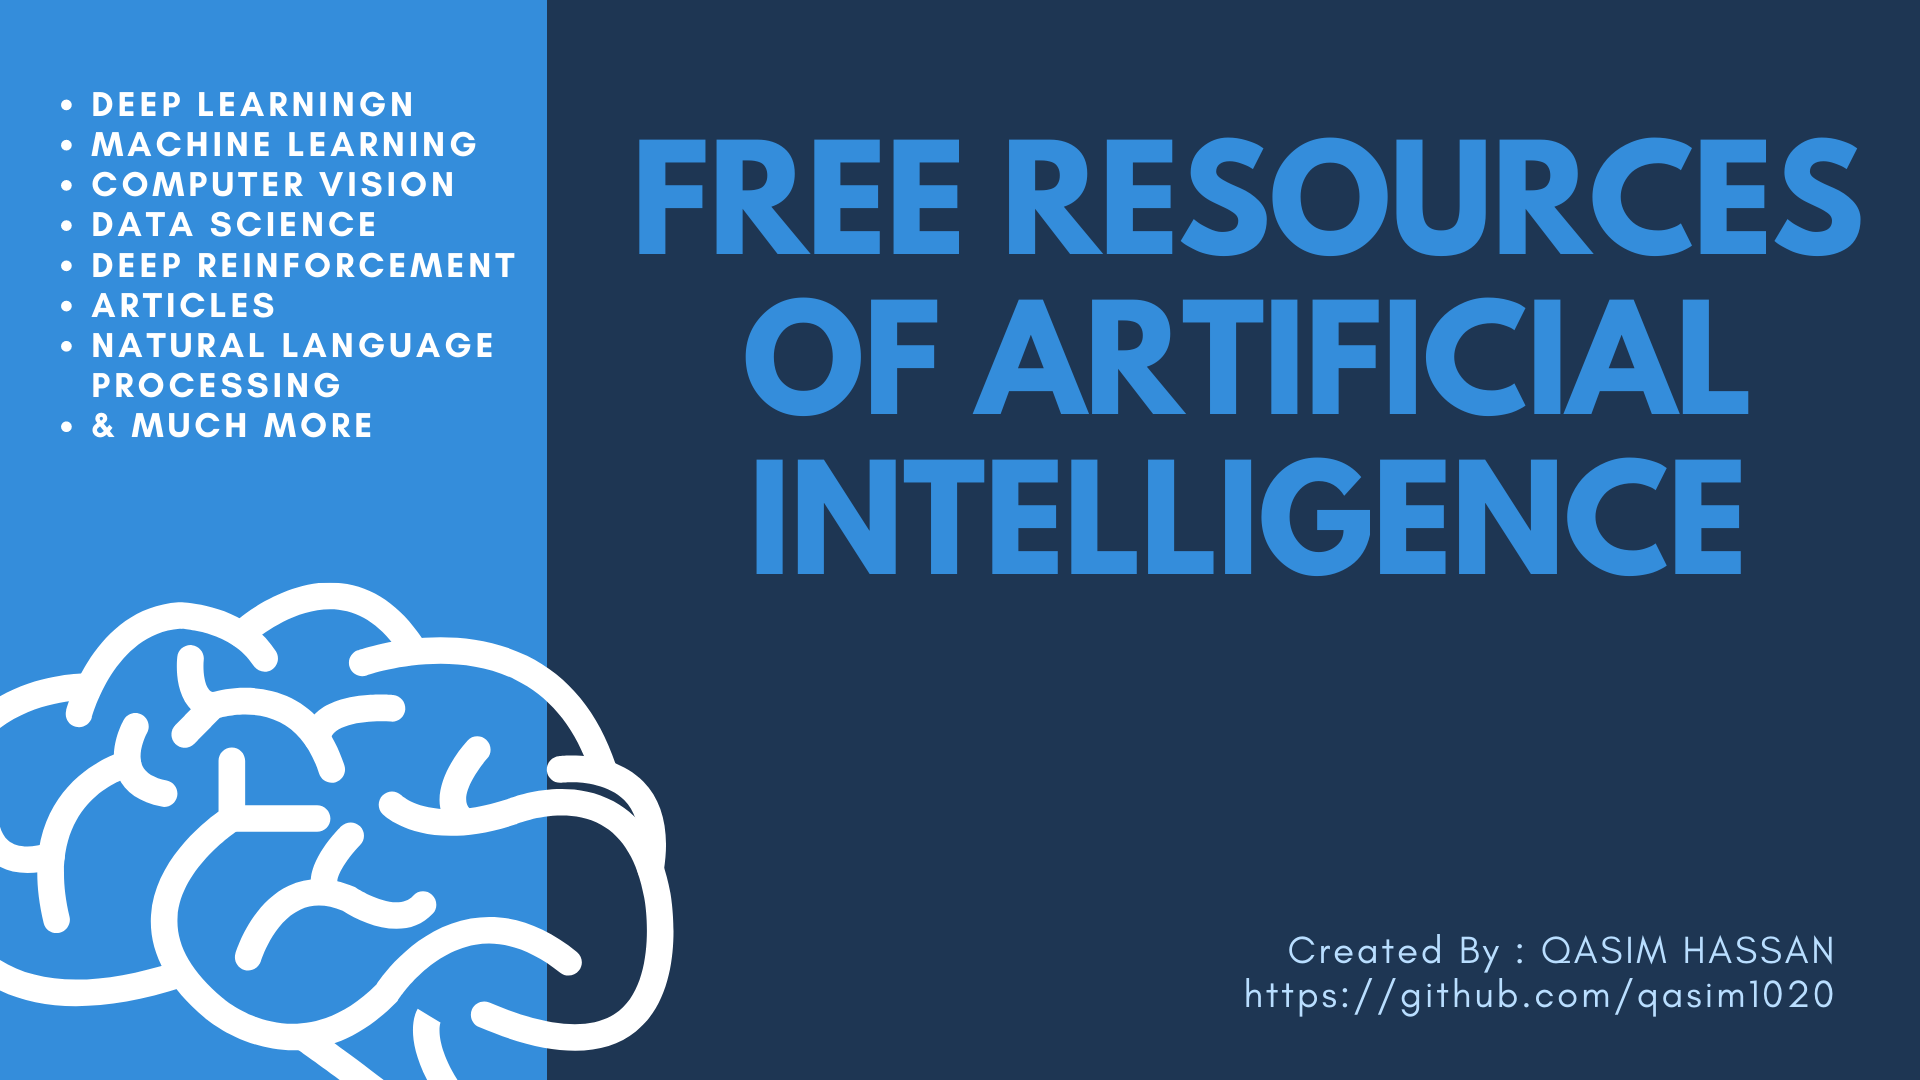 • DEEP LEARNINGN
• MACHINE LEARNING
• COMPUTER VISION
• DATA SCIENCE
• DEEP REINFORCEMENT
• ARTICLES
• NATURAL LANGUAGE
PROCESSING
• & MUCH MORE
FREE RESOURCES
OF ARTIFICIAL
INTELLIGENCE
Created By : QASIM HASSAN
https://github.com/qasim1020